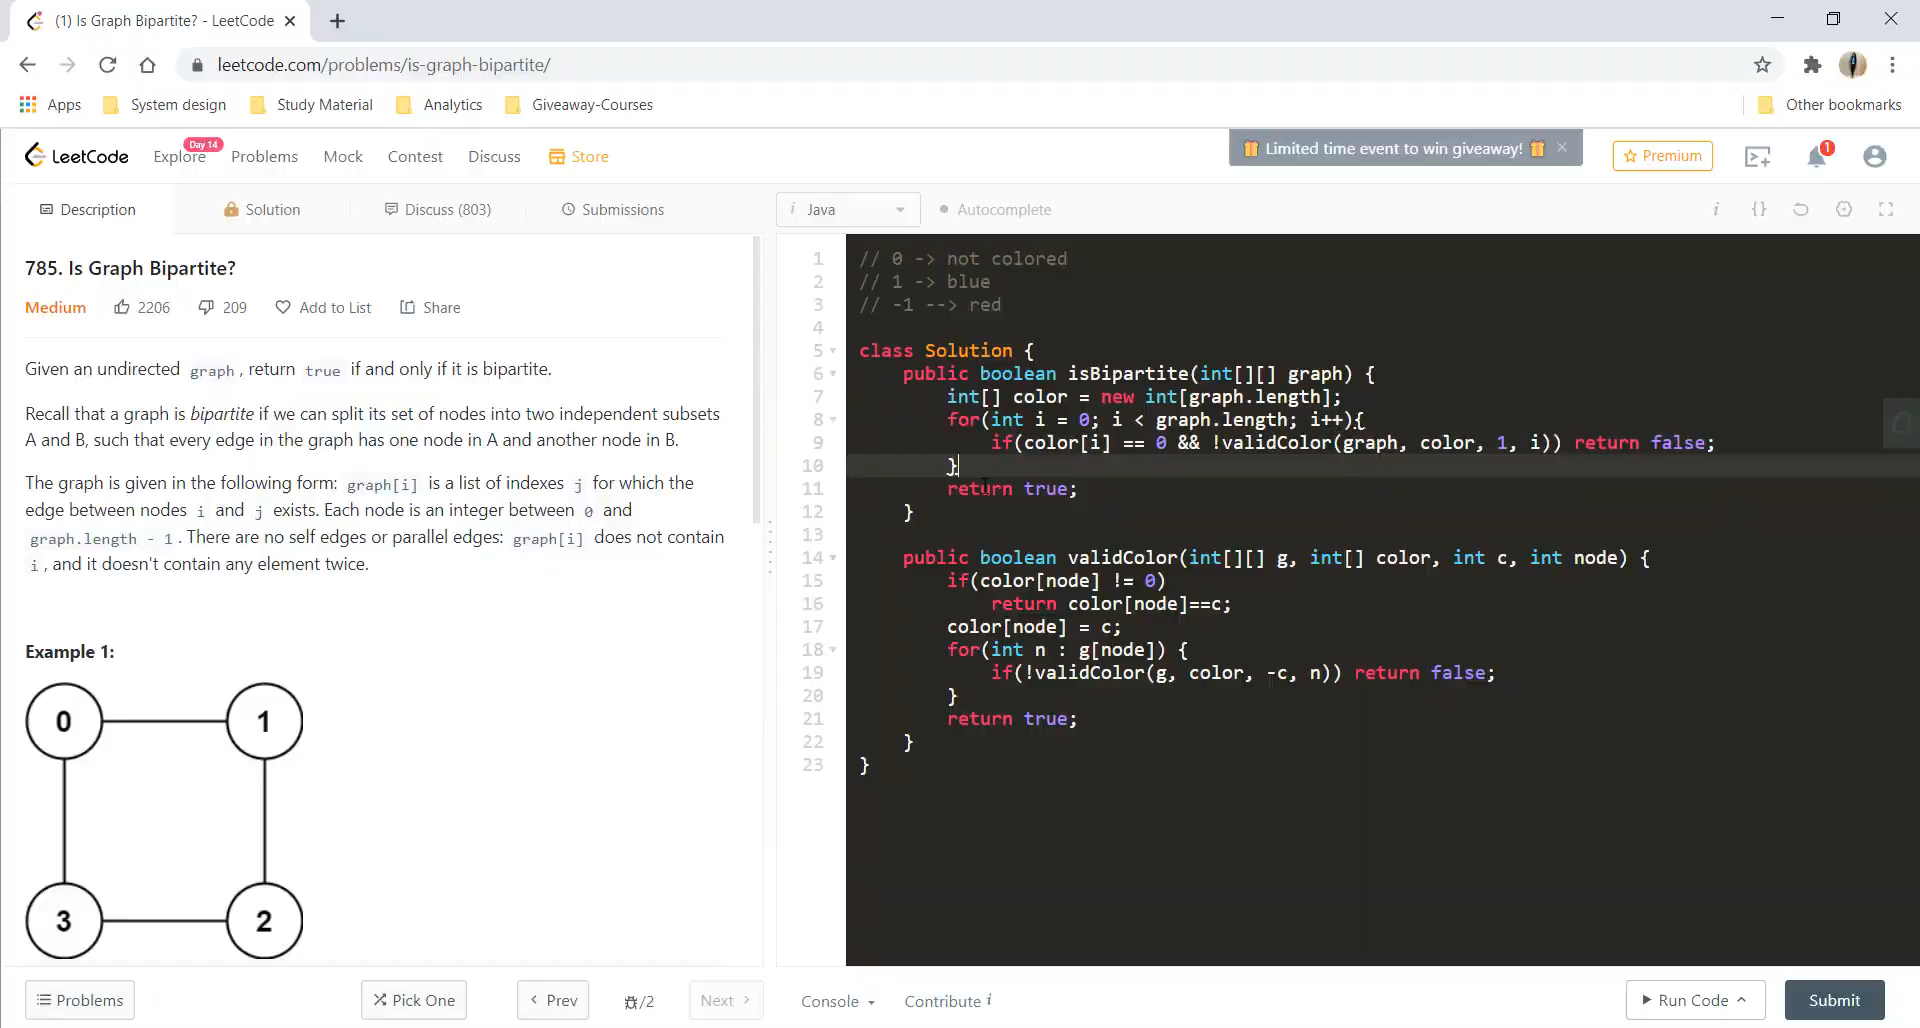 (1) Is Graph Bipartite? - LeetCode
leetcode.com/problems/is-graph-bipartite/
Apps System design Study Material Analytics Giveaway-Courses Other bookmarks
LeetCode Explore Day 14 Problems Mock Contest Discuss Store Limited time event to win giveaway! Premium 1
Description Solution Discuss (803) Submissions i Java Autocomplete i {}
785. Is Graph Bipartite?
Medium 2206 209 Add to List Share
Given an undirected graph , return true if and only if it is bipartite.
Recall that a graph is bipartite if we can split its set of nodes into two independent subsets
A and B, such that every edge in the graph has one node in A and another node in B.
The graph is given in the following form: graph[i] is a list of indexes j for which the
edge between nodes i and j exists. Each node is an integer between 0 and
graph.length - 1 . There are no self edges or parallel edges: graph[i] does not contain
i , and it doesn't contain any element twice.
Example 1:
0 1
3 2
1 // 0 -> not colored
2 // 1 -> blue
3 // -1 --> red
4
5 class Solution {
6 public boolean isBipartite(int[][] graph) {
7 int[] color = new int[graph.length];
8 for(int i = 0; i < graph.length; i++){
9 if(color[i] == 0 && !validColor(graph, color, 1, i)) return false;
10 }
11 return true;
12 }
13
14 public boolean validColor(int[][] g, int[] color, int c, int node) {
15 if(color[node] != 0)
16 return color[node]==c;
17 color[node] = c;
18 for(int n : g[node]) {
19 if(!validColor(g, color, -c, n)) return false;
20 }
21 return true;
22 }
23 }
Problems Pick One Prev /2 Next Console Contribute i Run Code Submit